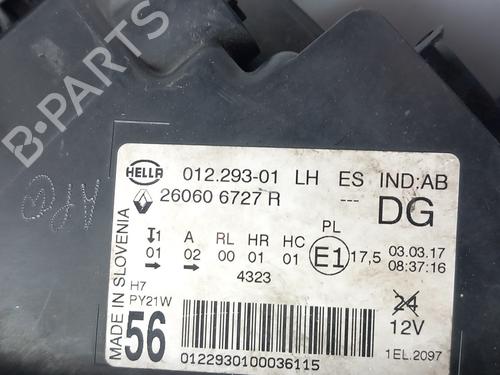 B-PARTS
HELLA 012.293-01 LH ES IND:AB
26060 6727 R --- DG
PL
1 A RL HR HC E1 17,5 03.03.17
01 02 00 01 01 08:37:16
4323
H7
PY21W
24
12V
MADE IN SLOVENIA
56
0122930100036115
1EL.2097